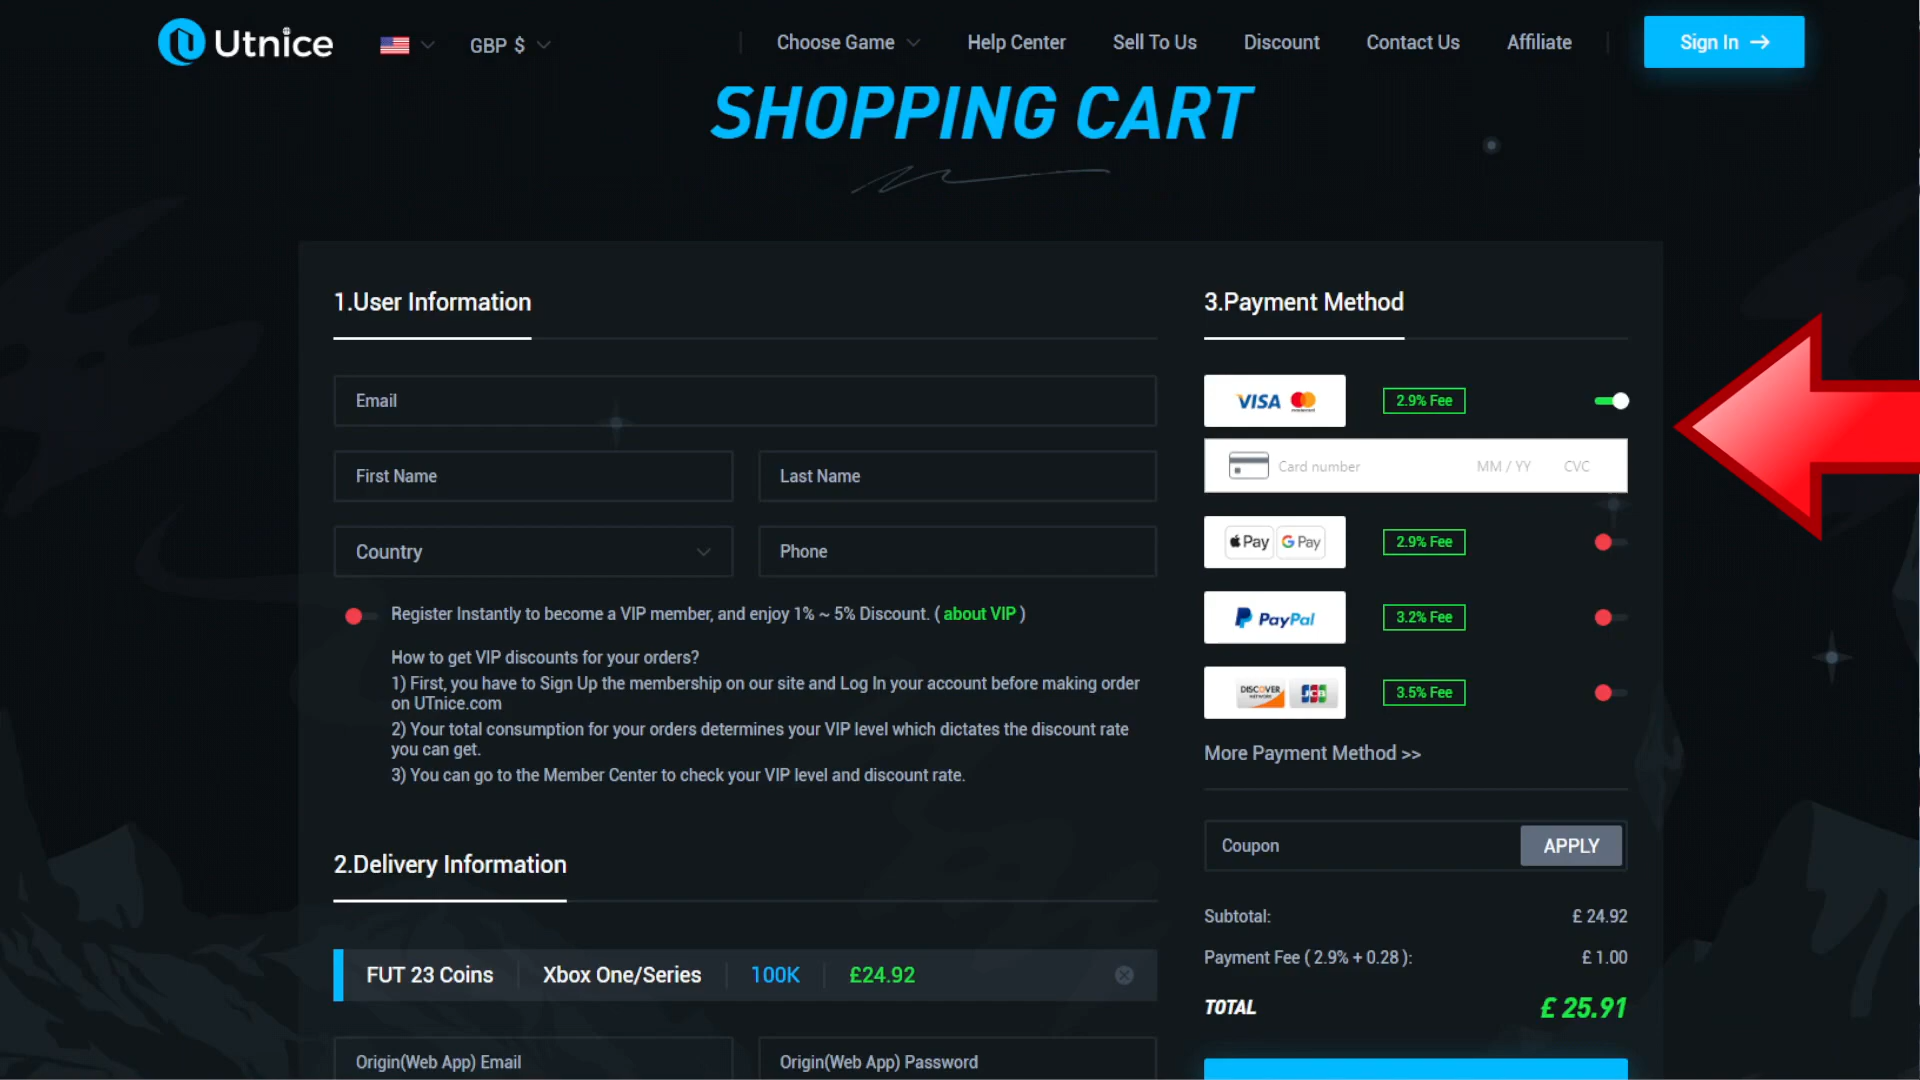 Utnice
GBP $
Choose Game
Help Center
Sell To Us
Discount
Contact Us
Affiliate
Sign In →
SHOPPING CART
1.User Information
Email
First Name
Last Name
Country
Phone
Register Instantly to become a VIP member, and enjoy 1% ~ 5% Discount. ( about VIP )
How to get VIP discounts for your orders?
1) First, you have to Sign Up the membership on our site and Log In your account before making order
on UTnice.com
2) Your total consumption for your orders determines your VIP level which dictates the discount rate
you can get.
3) You can go to the Member Center to check your VIP level and discount rate.
2.Delivery Information
FUT 23 Coins
Xbox One/Series
100K
£24.92
Origin(Web App) Email
Origin(Web App) Password
3.Payment Method
VISA
2.9% Fee
Card number
MM / YY
CVC
Pay
G Pay
2.9% Fee
PayPal
3.2% Fee
DISCOVER
NETWORK
JCB
3.5% Fee
More Payment Method >>
Coupon
APPLY
Subtotal:
£ 24.92
Payment Fee ( 2.9% + 0.28 ):
£ 1.00
TOTAL
£ 25.91